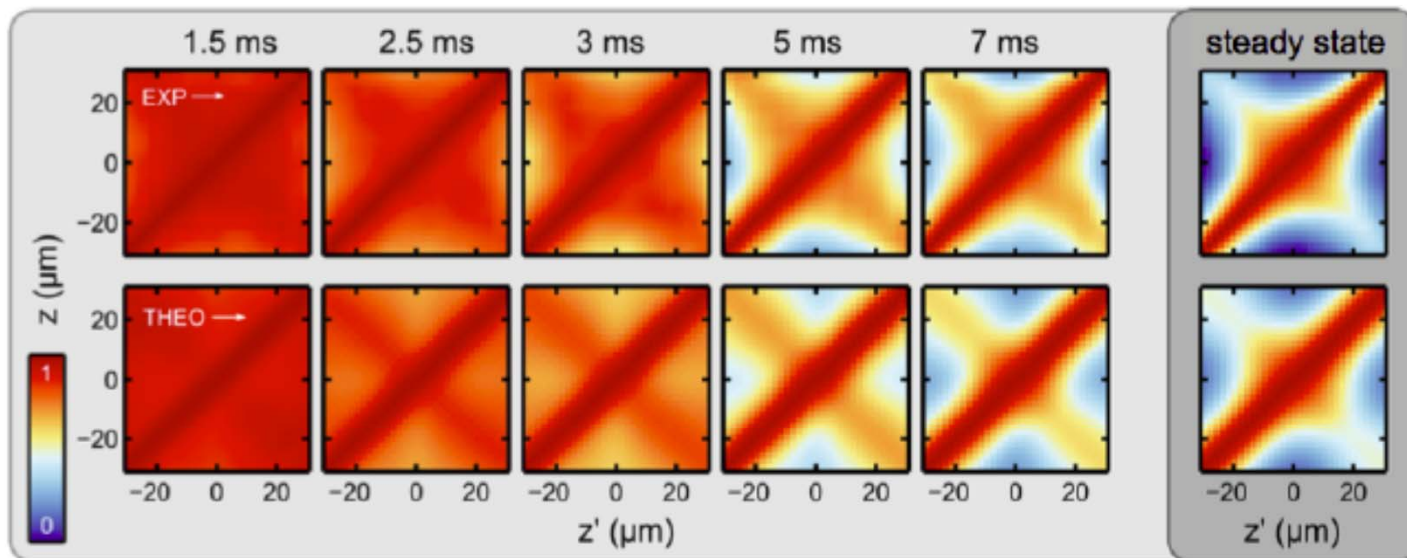 1.5 ms 2.5 ms 3 ms 5 ms 7 ms steady state
EXP →
20
0
−20
THEO →
20
0
−20
z (μm)
1
0
−20 0 20 −20 0 20 −20 0 20 −20 0 20 −20 0 20 −20 0 20
z' (μm) z' (μm)